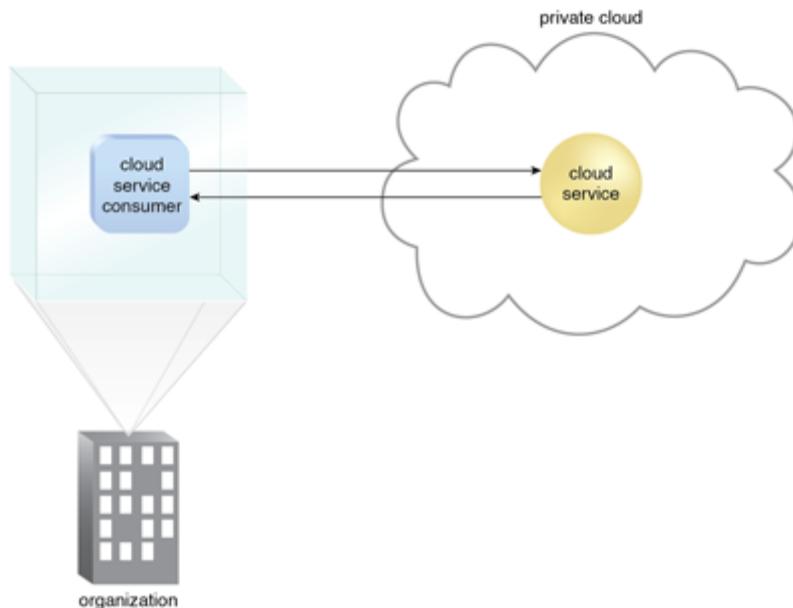 private cloud
cloud
service
consumer
cloud
service
organization